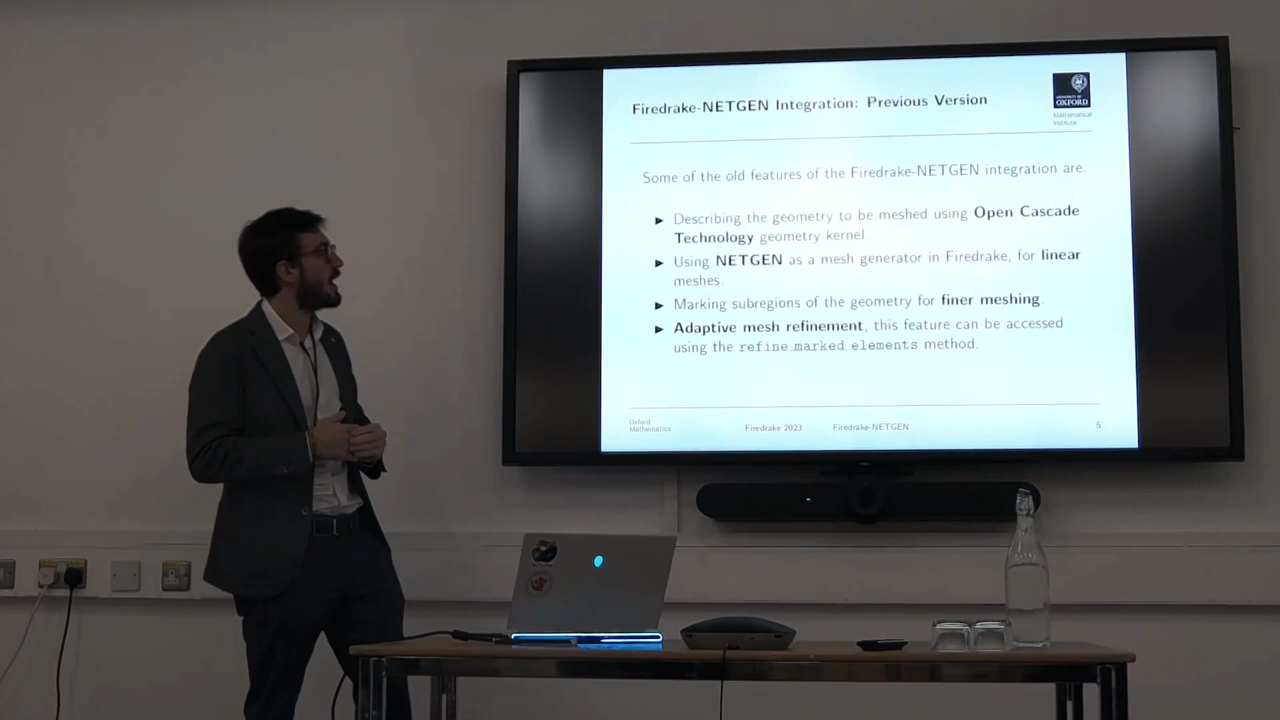 Firedrake-NETGEN Integration: Previous Version
UNIVERSITY OF
OXFORD
Mathematical
Institute
Some of the old features of the Firedrake-NETGEN integration are:
▶ Describing the geometry to be meshed using Open Cascade
Technology geometry kernel.
▶ Using NETGEN as a mesh generator in Firedrake, for linear
meshes.
▶ Marking subregions of the geometry for finer meshing.
▶ Adaptive mesh refinement, this feature can be accessed
using the refine_marked_elements method.
Oxford
Mathematics
Firedrake 2023
Firedrake-NETGEN
5